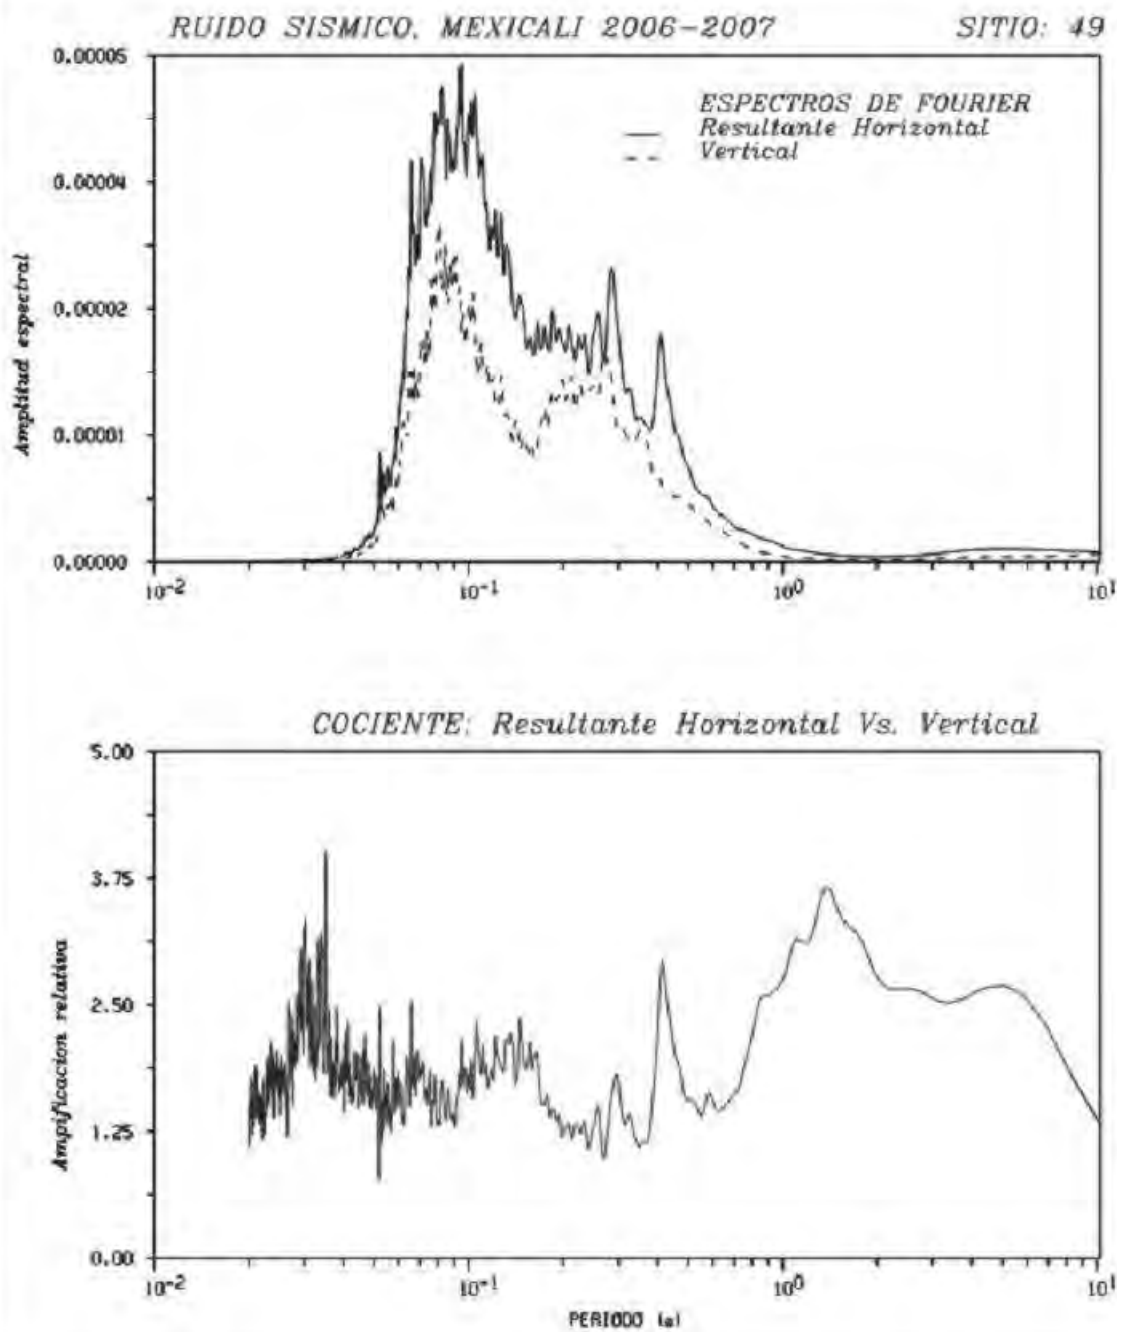 RUIDO SISMICO, MEXICALI 2006-2007 SITIO: 49
0.00005
ESPECTROS DE FOURIER
Resultante Horizontal
Vertical
0.00004
0.00002
0.00001
0.00000
Amplitud espectral
10⁻² 10⁻¹ 10⁰ 10¹
COCIENTE: Resultante Horizontal Vs. Vertical
5.00
3.75
2.50
1.25
0.00
Ampificacion relativa
10⁻² 10⁻¹ 10⁰ 10¹
PERIODO (s)